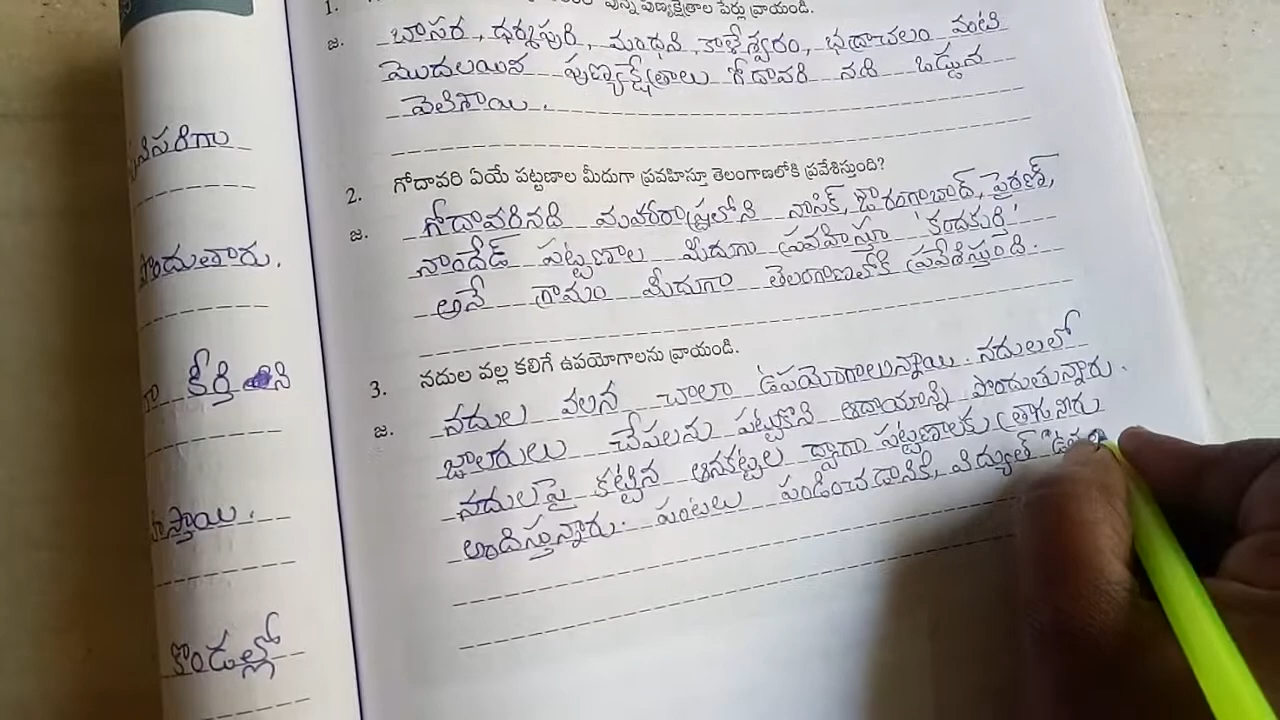 నిపరిగా
పొందుతారు.
గా కీర్తి ని
స్తాయి.
కొండల్లో
1. వున్న పుణ్యక్షేత్రాల పేర్లు వ్రాయండి.
జ. బాసర, ధర్మపురి, మంథని, కాళేశ్వరం, భద్రాచలం వంటి
మొదలయిన పుణ్యక్షేత్రాలు గోదావరి నది ఒడ్డున
వెలిశాయి.
2. గోదావరి ఏయే పట్టణాల మీదుగా ప్రవహిస్తూ తెలంగాణలోకి ప్రవేశిస్తుంది?
జ. గోదావరినది మహారాష్ట్రలోని నాసిక్, ఔరంగాబాద్, పైఠణ్,
నాందేడ్ పట్టణాల మీదుగా ప్రవహిస్తూ 'కందకుర్తి'
అనే గ్రామం మీదుగా తెలంగాణలోకి ప్రవేశిస్తుంది.
3. నదుల వల్ల కలిగే ఉపయోగాలను వ్రాయండి.
జ. నదుల వలన చాలా ఉపయోగాలున్నాయి. నదులలో
జాలరులు చేపలను పట్టుకొని ఆదాయాన్ని పొందుతున్నారు.
నదులపై కట్టిన ఆనకట్టల ద్వారా పట్టణాలకు త్రాగునీరు
అందిస్తున్నారు. పంటలు పండించడానికి, విద్యుత్